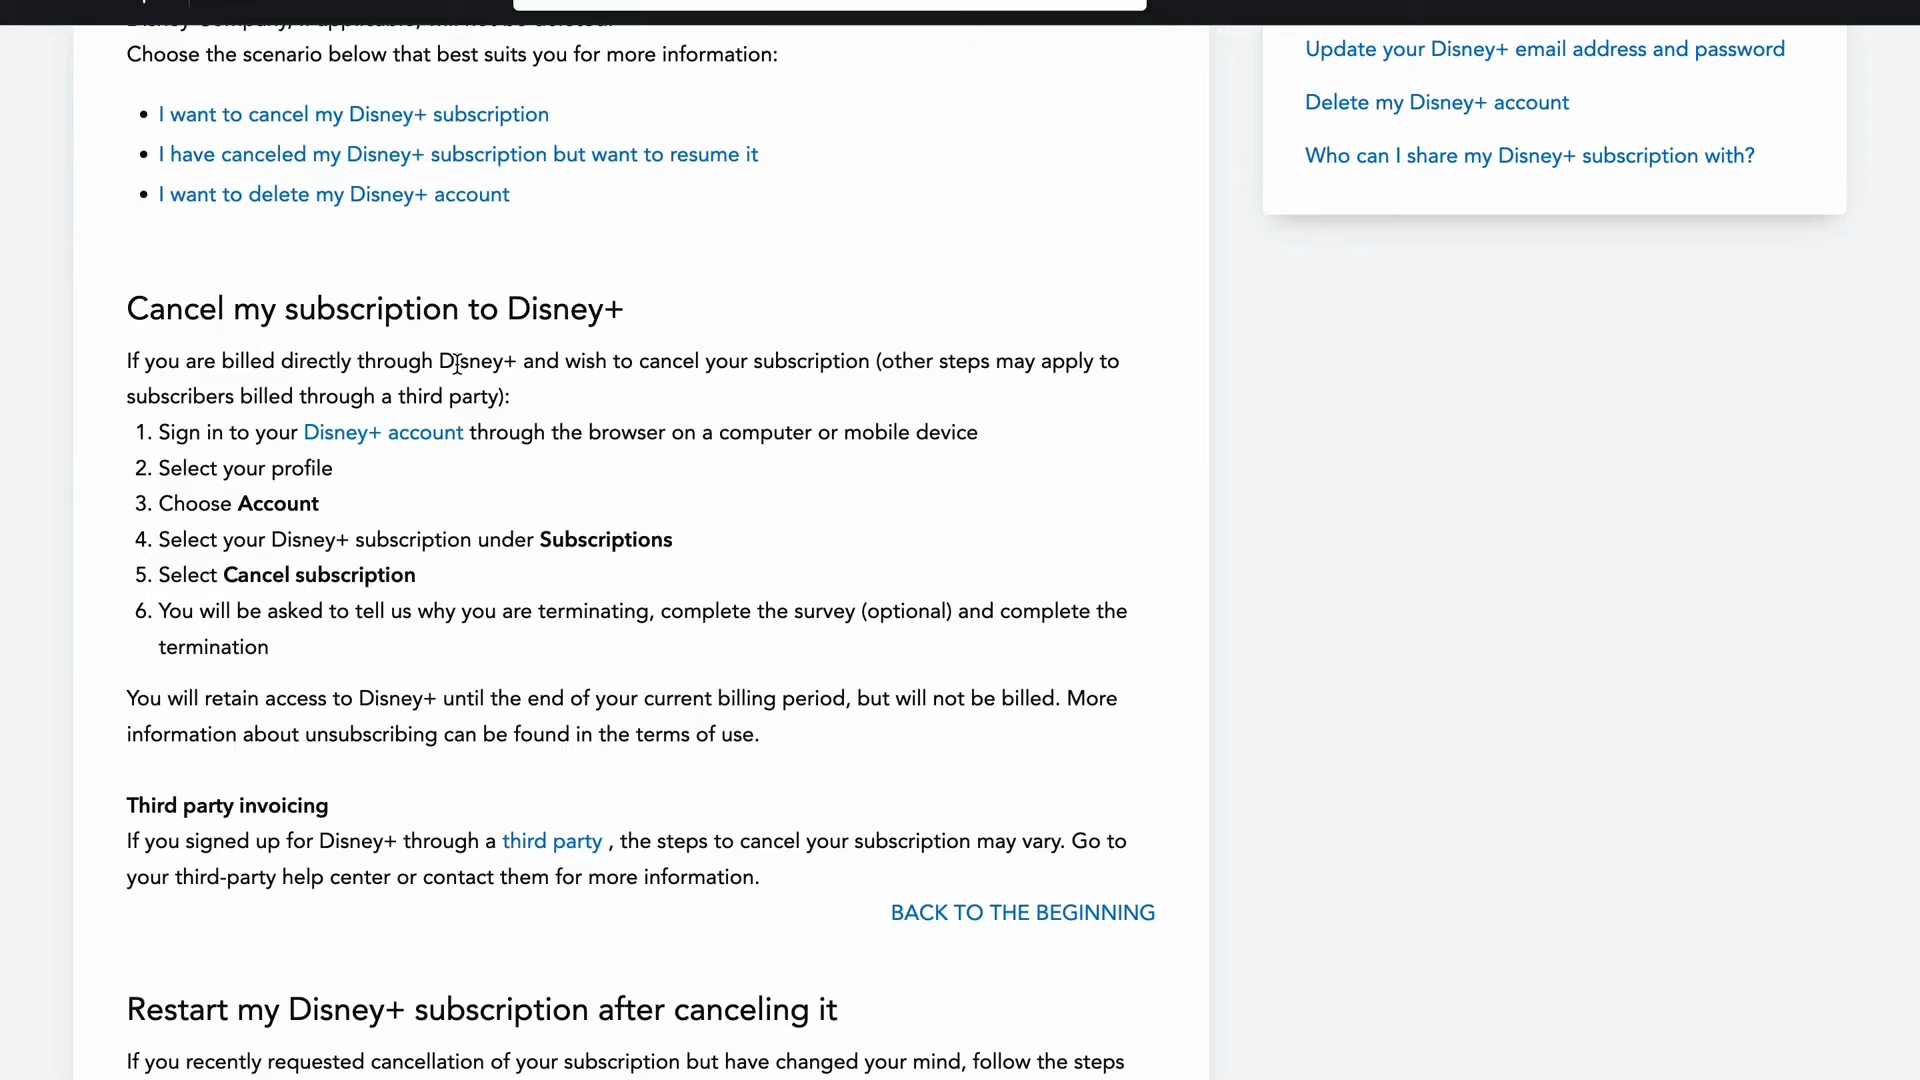 Disney Company, if applicable, will not be deleted.
Choose the scenario below that best suits you for more information:
• I want to cancel my Disney+ subscription
• I have canceled my Disney+ subscription but want to resume it
• I want to delete my Disney+ account
Cancel my subscription to Disney+
If you are billed directly through Disney+ and wish to cancel your subscription (other steps may apply to
subscribers billed through a third party):
1. Sign in to your Disney+ account through the browser on a computer or mobile device
2. Select your profile
3. Choose Account
4. Select your Disney+ subscription under Subscriptions
5. Select Cancel subscription
6. You will be asked to tell us why you are terminating, complete the survey (optional) and complete the
termination
You will retain access to Disney+ until the end of your current billing period, but will not be billed. More
information about unsubscribing can be found in the terms of use.
Third party invoicing
If you signed up for Disney+ through a third party , the steps to cancel your subscription may vary. Go to
your third-party help center or contact them for more information.
BACK TO THE BEGINNING
Restart my Disney+ subscription after canceling it
If you recently requested cancellation of your subscription but have changed your mind, follow the steps
Update your Disney+ email address and password
Delete my Disney+ account
Who can I share my Disney+ subscription with?